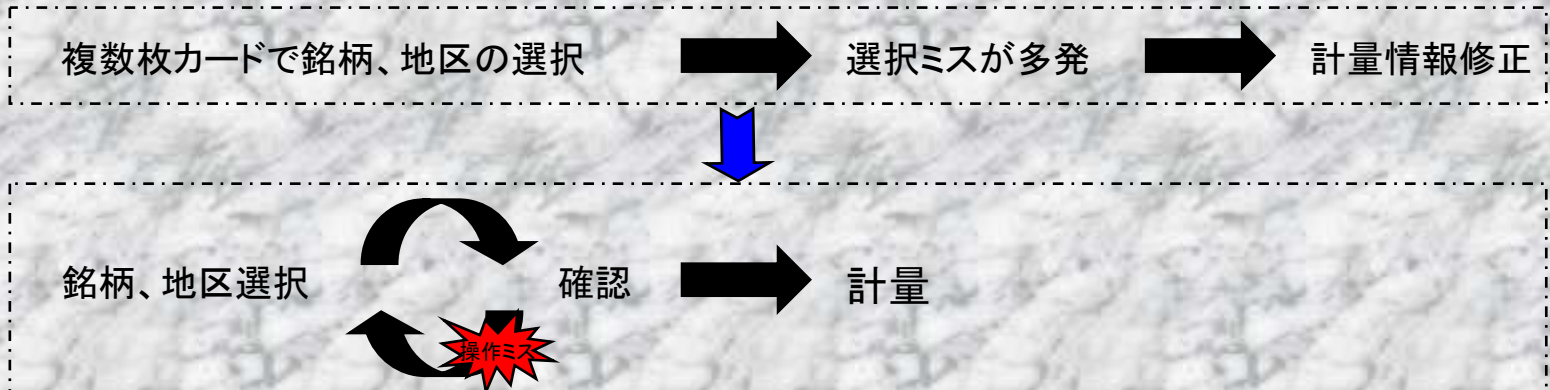 複数枚カードで銘柄、地区の選択
選択ミスが多発
計量情報修正
銘柄、地区選択
確認
計量
操作ミス